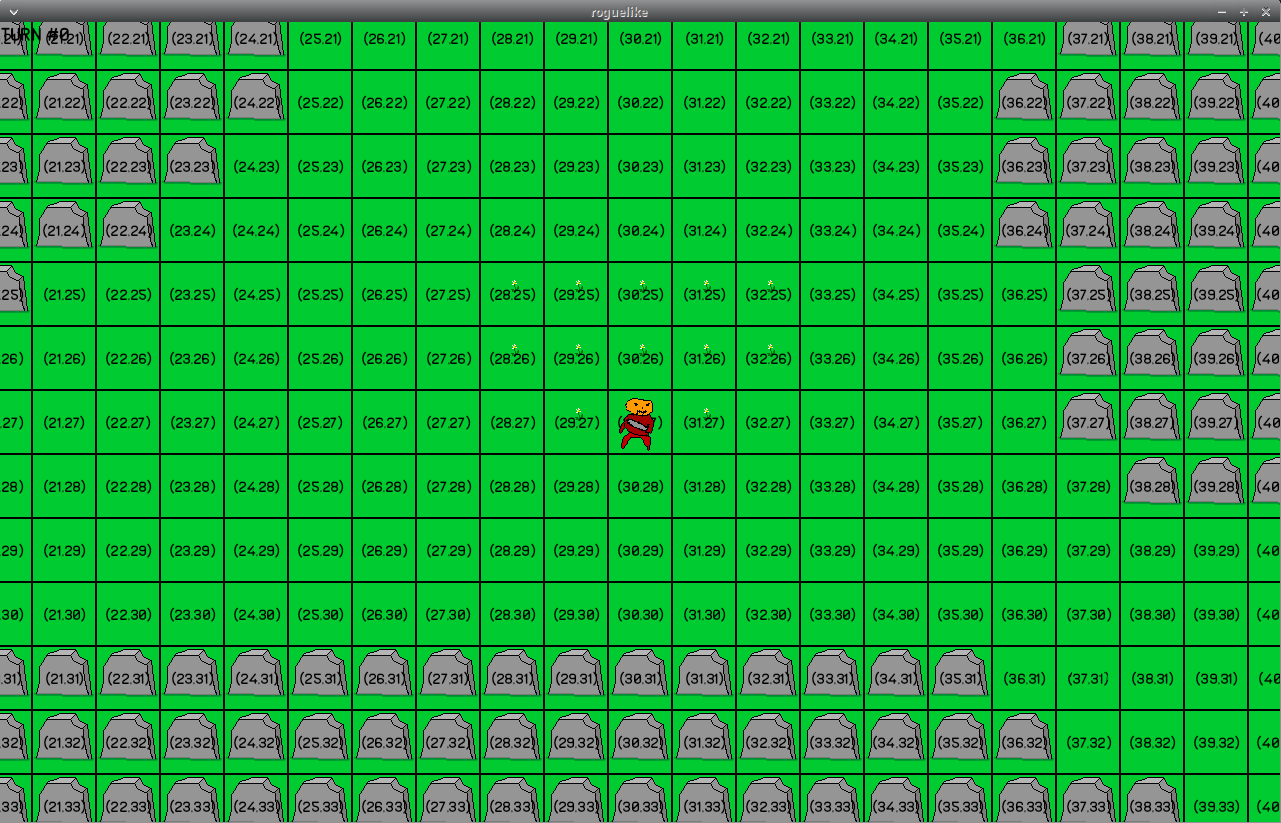 roguelike
TURN #0
.21) (21.21) (22.21) (23.21) (24.21) (25.21) (26.21) (27.21) (28.21) (29.21) (30.21) (31.21) (32.21) (33.21) (34.21) (35.21) (36.21) (37.21) (38.21) (39.21) (40
.22) (21.22) (22.22) (23.22) (24.22) (25.22) (26.22) (27.22) (28.22) (29.22) (30.22) (31.22) (32.22) (33.22) (34.22) (35.22) (36.22) (37.22) (38.22) (39.22) (40
.23) (21.23) (22.23) (23.23) (24.23) (25.23) (26.23) (27.23) (28.23) (29.23) (30.23) (31.23) (32.23) (33.23) (34.23) (35.23) (36.23) (37.23) (38.23) (39.23) (40
.24) (21.24) (22.24) (23.24) (24.24) (25.24) (26.24) (27.24) (28.24) (29.24) (30.24) (31.24) (32.24) (33.24) (34.24) (35.24) (36.24) (37.24) (38.24) (39.24) (40
.25) (21.25) (22.25) (23.25) (24.25) (25.25) (26.25) (27.25) (28.25) (29.25) (30.25) (31.25) (32.25) (33.25) (34.25) (35.25) (36.25) (37.25) (38.25) (39.25) (40
.26) (21.26) (22.26) (23.26) (24.26) (25.26) (26.26) (27.26) (28.26) (29.26) (30.26) (31.26) (32.26) (33.26) (34.26) (35.26) (36.26) (37.26) (38.26) (39.26) (40
.27) (21.27) (22.27) (23.27) (24.27) (25.27) (26.27) (27.27) (28.27) (29.27) (31.27) (32.27) (33.27) (34.27) (35.27) (36.27) (37.27) (38.27) (39.27) (40
.28) (21.28) (22.28) (23.28) (24.28) (25.28) (26.28) (27.28) (28.28) (29.28) (30.28) (31.28) (32.28) (33.28) (34.28) (35.28) (36.28) (37.28) (38.28) (39.28) (40
.29) (21.29) (22.29) (23.29) (24.29) (25.29) (26.29) (27.29) (28.29) (29.29) (30.29) (31.29) (32.29) (33.29) (34.29) (35.29) (36.29) (37.29) (38.29) (39.29) (40
.30) (21.30) (22.30) (23.30) (24.30) (25.30) (26.30) (27.30) (28.30) (29.30) (30.30) (31.30) (32.30) (33.30) (34.30) (35.30) (36.30) (37.30) (38.30) (39.30) (40
.31) (21.31) (22.31) (23.31) (24.31) (25.31) (26.31) (27.31) (28.31) (29.31) (30.31) (31.31) (32.31) (33.31) (34.31) (35.31) (36.31) (37.31) (38.31) (39.31) (40
.32) (21.32) (22.32) (23.32) (24.32) (25.32) (26.32) (27.32) (28.32) (29.32) (30.32) (31.32) (32.32) (33.32) (34.32) (35.32) (36.32) (37.32) (38.32) (39.32) (40
.33) (21.33) (22.33) (23.33) (24.33) (25.33) (26.33) (27.33) (28.33) (29.33) (30.33) (31.33) (32.33) (33.33) (34.33) (35.33) (36.33) (37.33) (38.33) (39.33) (40